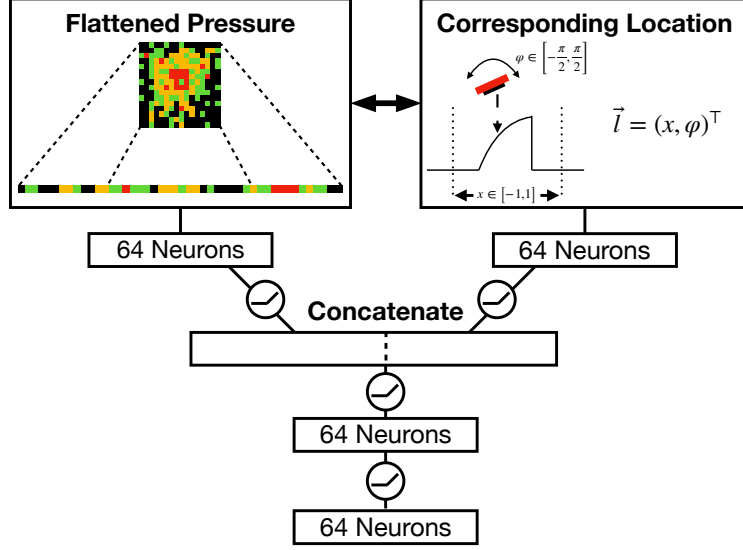 Flattened Pressure
Corresponding Location
φ ∈ [−π/2, π/2]
l⃗ = (x, φ)⊤
x ∈ [−1,1]
64 Neurons
64 Neurons
Concatenate
64 Neurons
64 Neurons